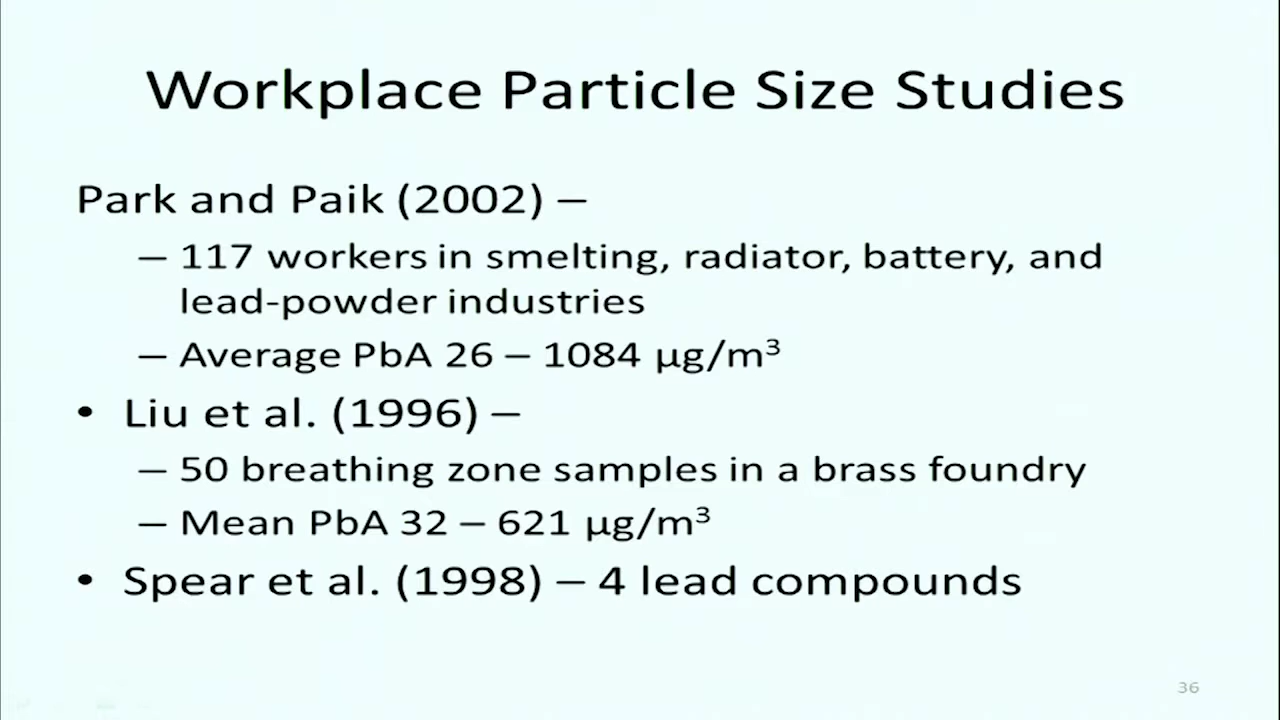 Workplace Particle Size Studies
Park and Paik (2002) –
– 117 workers in smelting, radiator, battery, and
lead-powder industries
– Average PbA 26 – 1084 µg/m³
• Liu et al. (1996) –
– 50 breathing zone samples in a brass foundry
– Mean PbA 32 – 621 µg/m³
• Spear et al. (1998) – 4 lead compounds
36